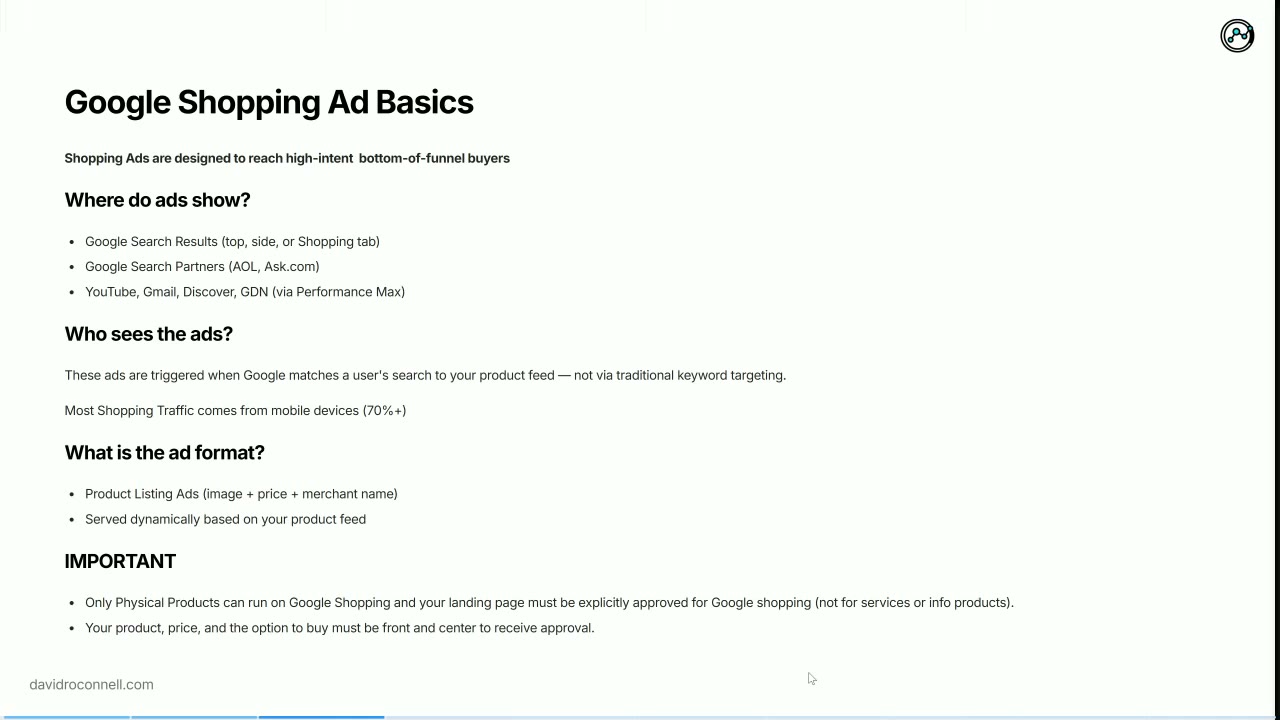 Google Shopping Ad Basics
Shopping Ads are designed to reach high-intent  bottom-of-funnel buyers
Where do ads show?
• Google Search Results (top, side, or Shopping tab)
• Google Search Partners (AOL, Ask.com)
• YouTube, Gmail, Discover, GDN (via Performance Max)
Who sees the ads?
These ads are triggered when Google matches a user's search to your product feed — not via traditional keyword targeting.
Most Shopping Traffic comes from mobile devices (70%+)
What is the ad format?
• Product Listing Ads (image + price + merchant name)
• Served dynamically based on your product feed
IMPORTANT
• Only Physical Products can run on Google Shopping and your landing page must be explicitly approved for Google shopping (not for services or info products).
• Your product, price, and the option to buy must be front and center to receive approval.
davidroconnell.com